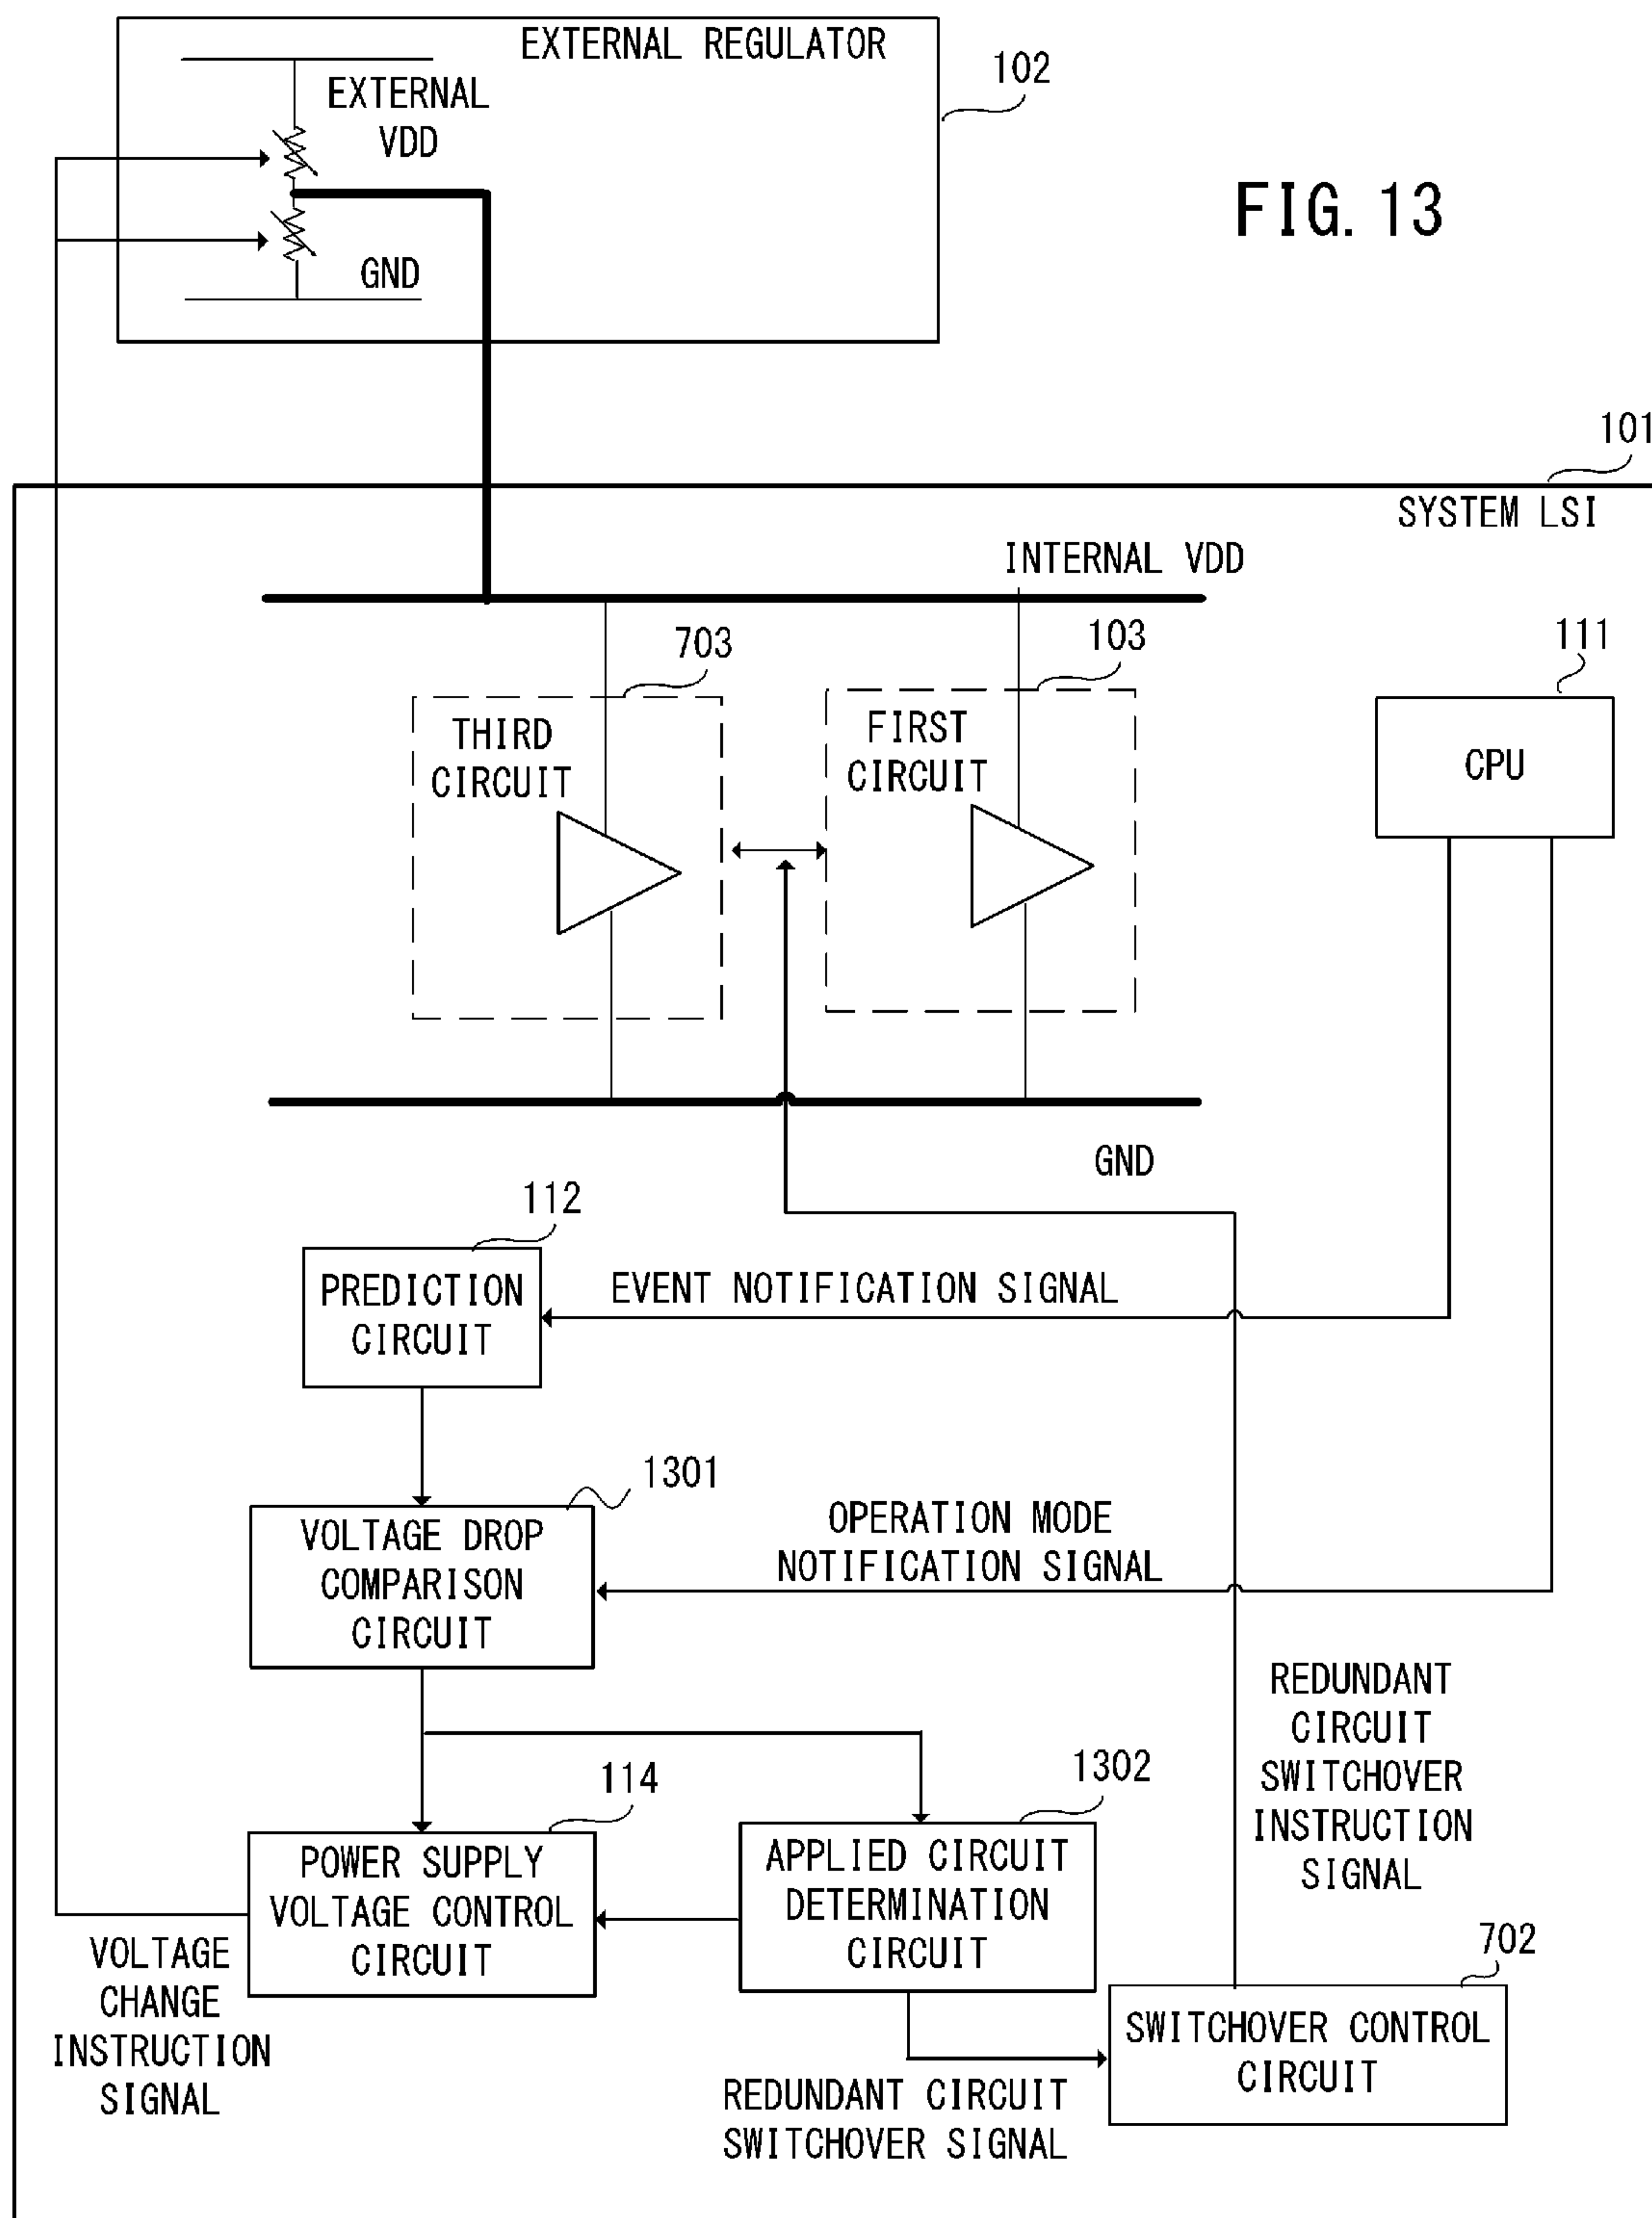 EXTERNAL REGULATOR
102
EXTERNAL
VDD
GND
FIG. 13
101
SYSTEM LSI
INTERNAL VDD
703
103
111
THIRD
CIRCUIT
FIRST
CIRCUIT
CPU
GND
112
PREDICTION
CIRCUIT
EVENT NOTIFICATION SIGNAL
1301
VOLTAGE DROP
COMPARISON
CIRCUIT
OPERATION MODE
NOTIFICATION SIGNAL
REDUNDANT
CIRCUIT
SWITCHOVER
INSTRUCTION
SIGNAL
114
1302
POWER SUPPLY
VOLTAGE CONTROL
CIRCUIT
APPLIED CIRCUIT
DETERMINATION
CIRCUIT
702
VOLTAGE
CHANGE
INSTRUCTION
SIGNAL
SWITCHOVER CONTROL
CIRCUIT
REDUNDANT CIRCUIT
SWITCHOVER SIGNAL